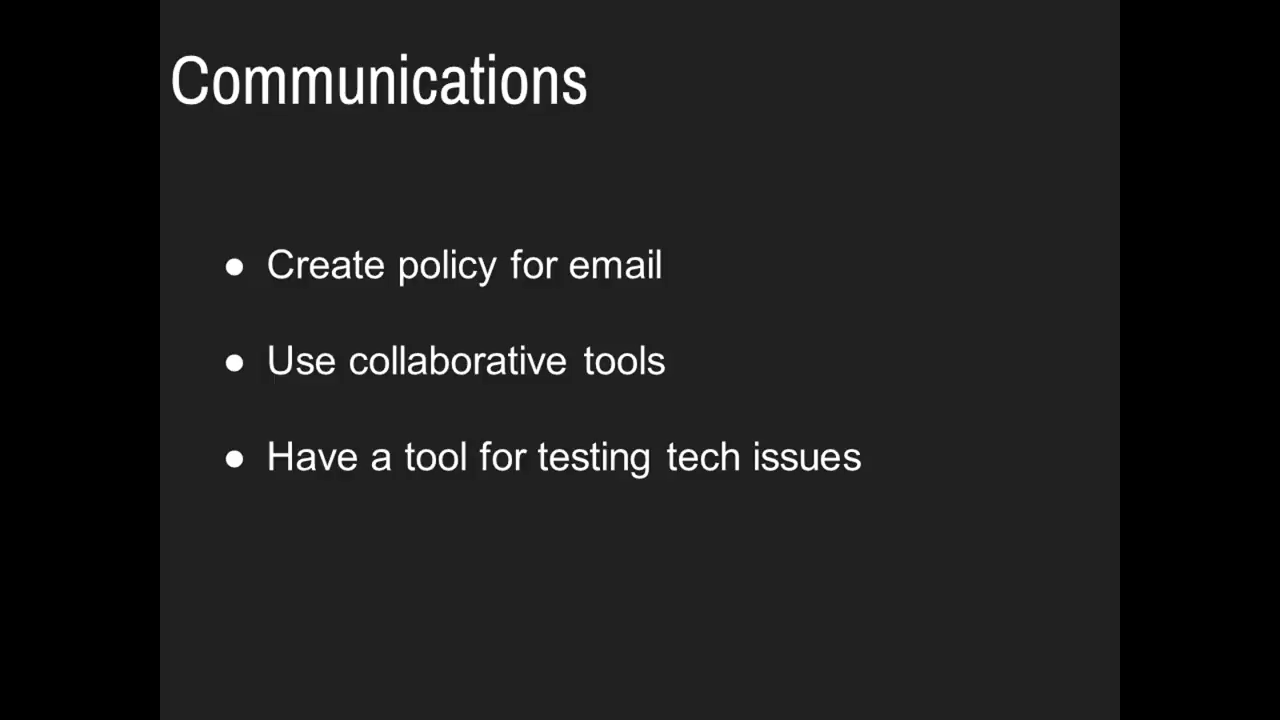 Communications
● Create policy for email
● Use collaborative tools
● Have a tool for testing tech issues